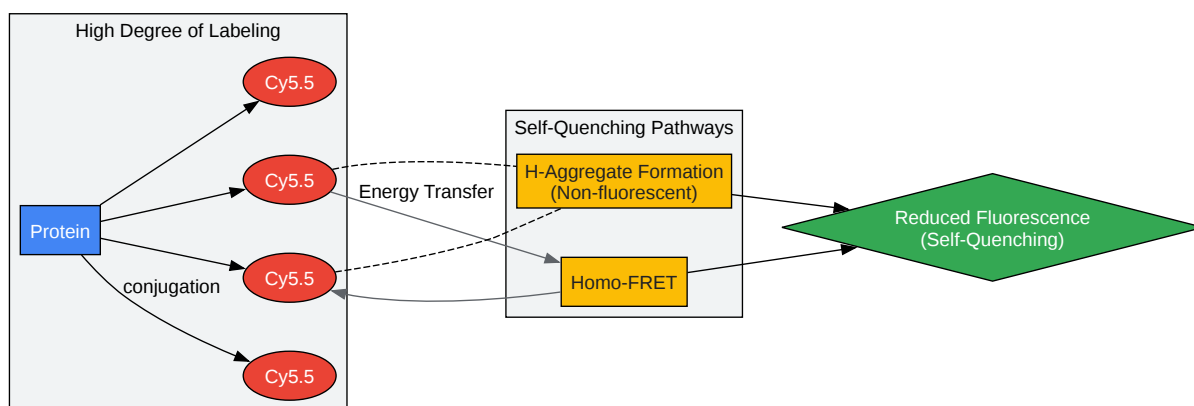 High Degree of Labeling
Cy5.5
Cy5.5
Cy5.5
Cy5.5
Protein
conjugation
Energy Transfer
Self-Quenching Pathways
H-Aggregate Formation
(Non-fluorescent)
Homo-FRET
Reduced Fluorescence
(Self-Quenching)